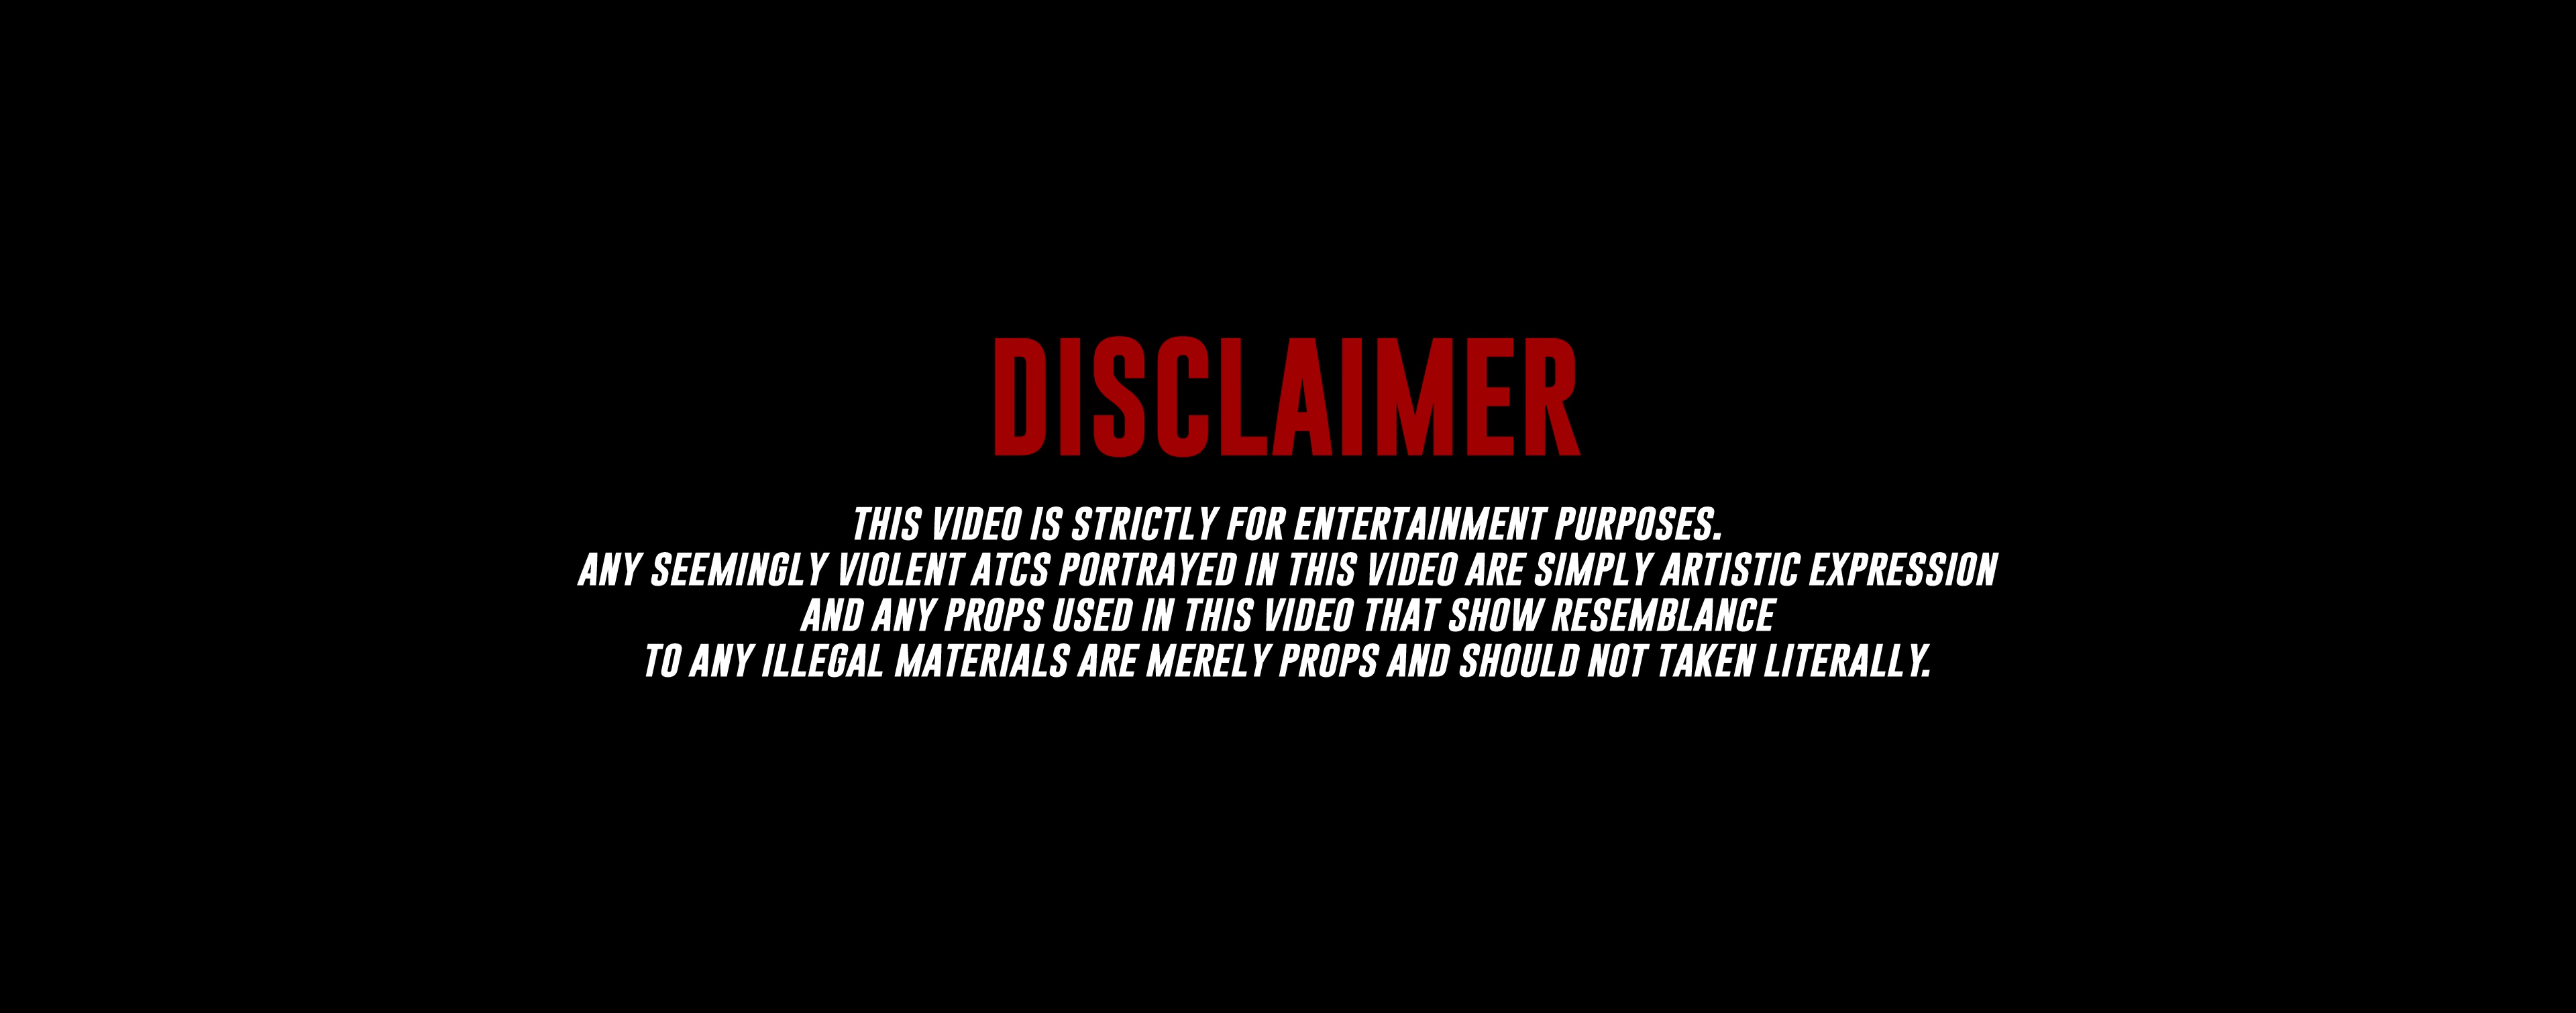 DISCLAIMER
THIS VIDEO IS STRICTLY FOR ENTERTAINMENT PURPOSES.
ANY SEEMINGLY VIOLENT ATCS PORTRAYED IN THIS VIDEO ARE SIMPLY ARTISTIC EXPRESSION
AND ANY PROPS USED IN THIS VIDEO THAT SHOW RESEMBLANCE
TO ANY ILLEGAL MATERIALS ARE MERELY PROPS AND SHOULD NOT TAKEN LITERALLY.